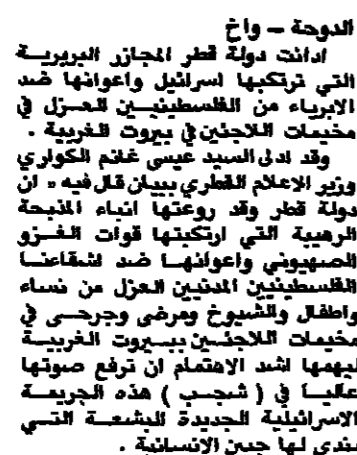 الدوحة - واخ
ادانت دولة قطر المجازر البربرية
التي ترتكبها اسرائيل واعوانها ضد
الابرياء من الفلسطينيين العزل في
مخيمات اللاجئين في بيروت الغربية .
وقد ادلى السيد عيسى غانم الكواري
وزير الاعلام القطري ببيان قال فيه « ان
دولة قطر وقد روعتها انباء المذبحة
الرهيبة التي ارتكبتها قوات الغزو
الصهيوني واعوانها ضد اشقاءنا
الفلسطينيين المدنيين العزل من نساء
واطفال والشيوخ ومرضى وجرحى في
مخيمات اللاجئين ببيروت الغربية
ليهمها اشد الاهتمام ان ترفع صوتها
عاليا في ( شجب ) هذه الجريمة
الاسرائيلية الجديدة البشعة التي
يندى لها جبين الانسانية .